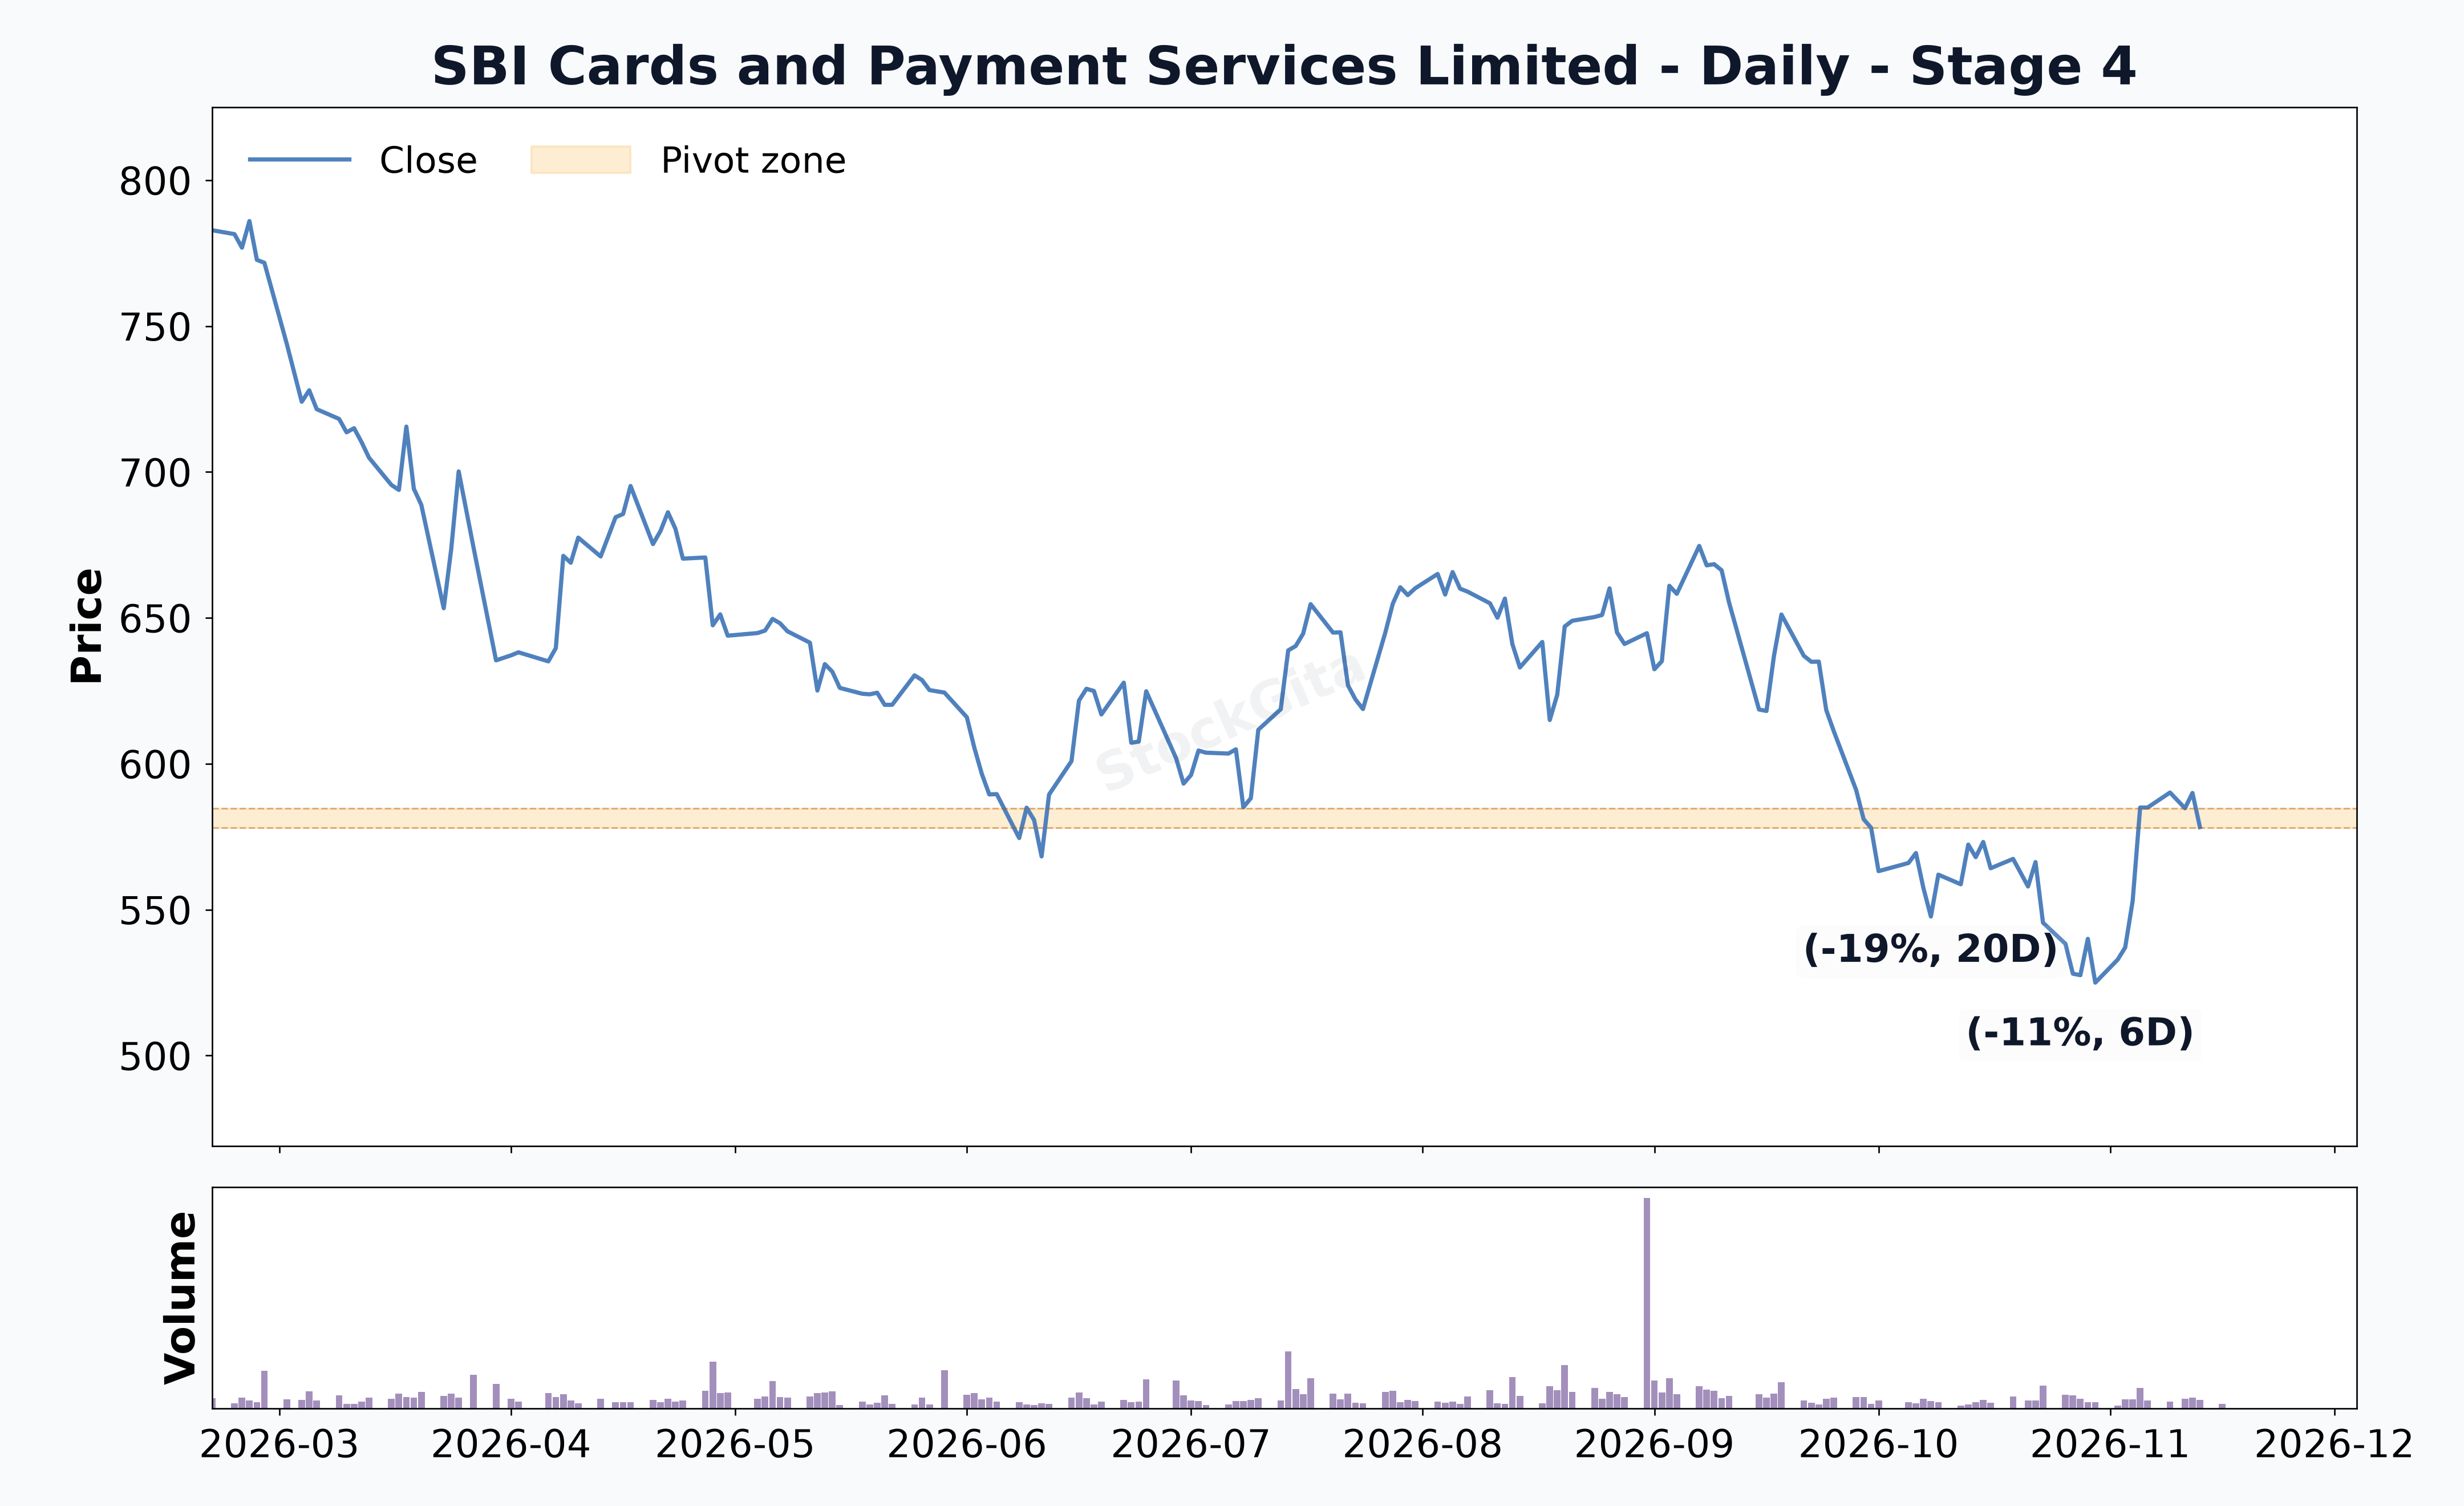 SBI Cards and Payment Services Limited - Daily - Stage 4
Close
Pivot zone
800
750
700
650
600
550
500
Price
StockGita
(-19%, 20D)
(-11%, 6D)
Volume
2026-03
2026-04
2026-05
2026-06
2026-07
2026-08
2026-09
2026-10
2026-11
2026-12